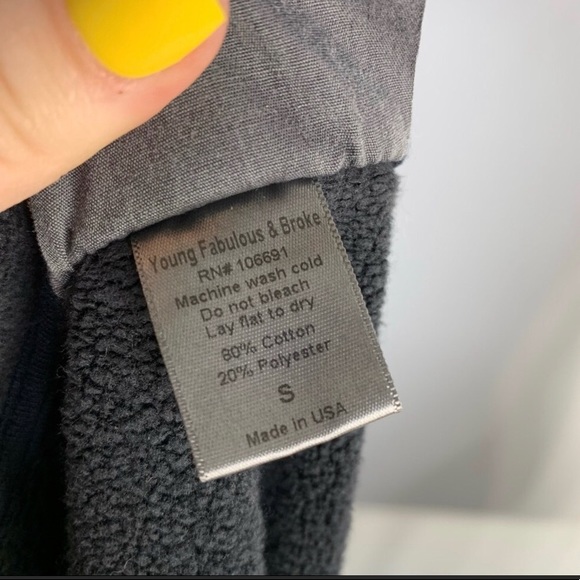 Young Fabulous & Broke
RN# 106691
Machine wash cold
Do not bleach
Lay flat to dry
80% Cotton
20% Polyester
S
Made in USA